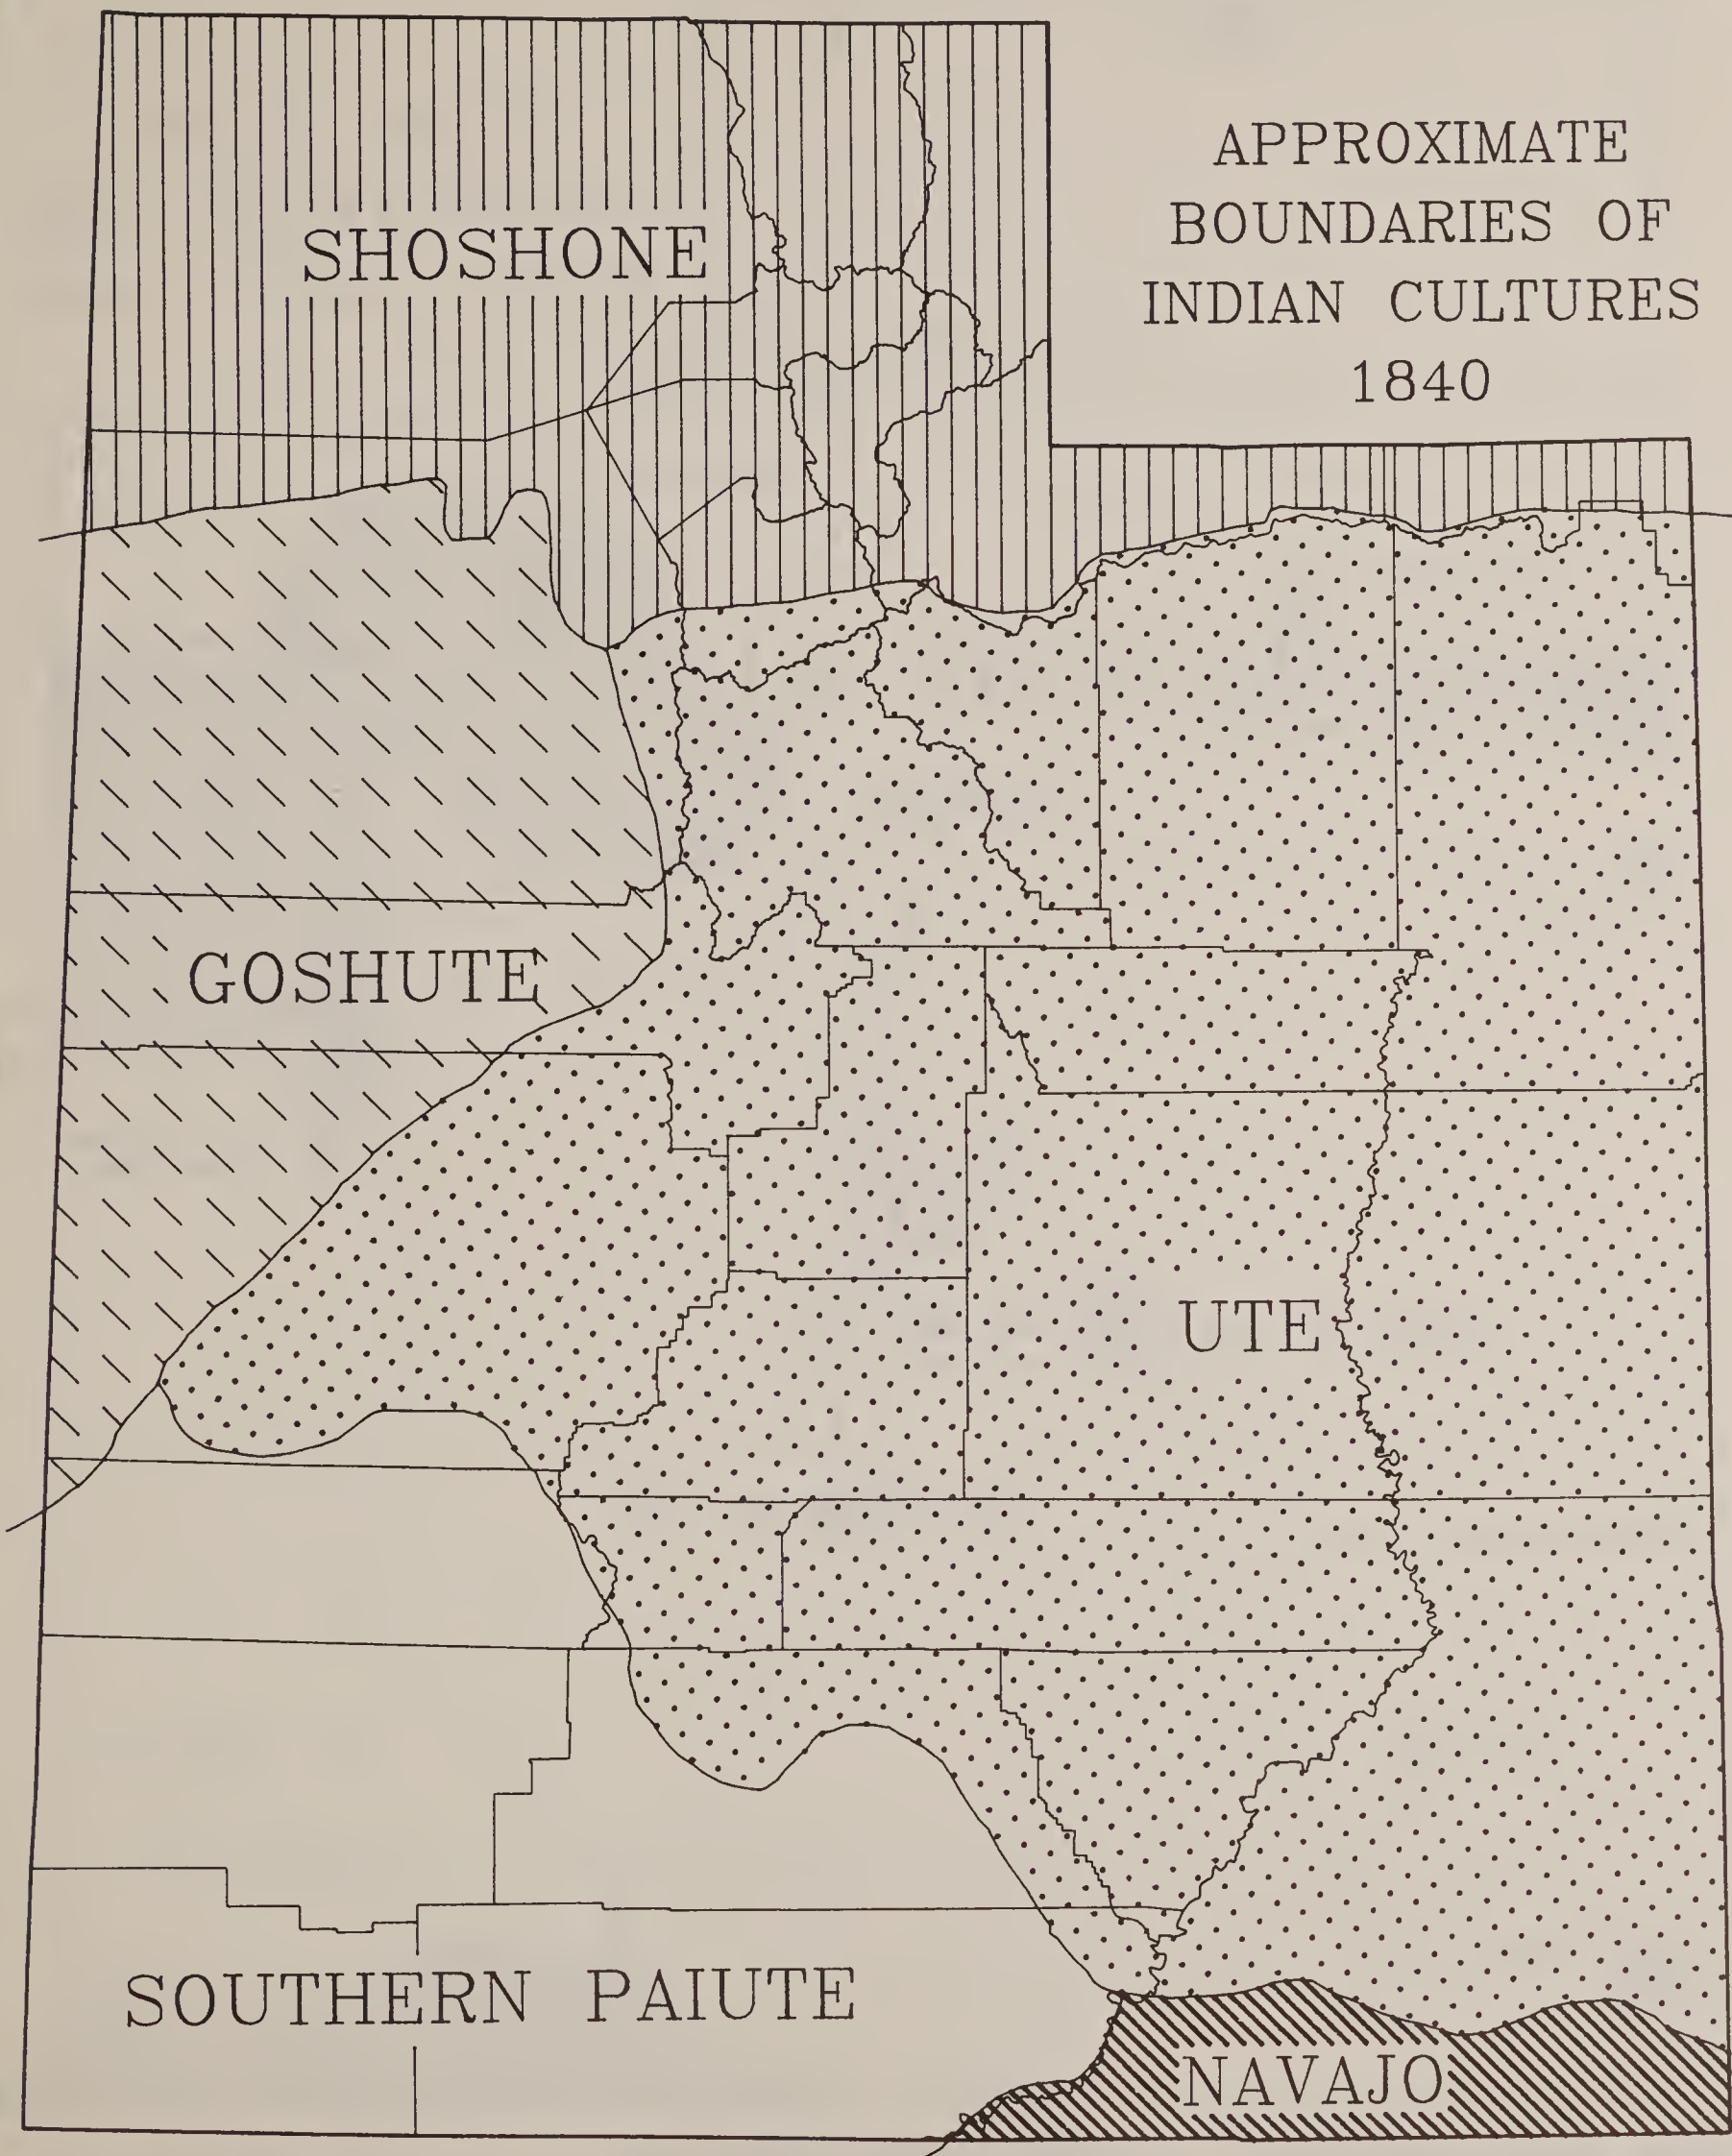 APPROXIMATE
BOUNDARIES OF
INDIAN CULTURES
1840
SHOSHONE
GOSHUTE
UTE
SOUTHERN PAIUTE
NAVAJO